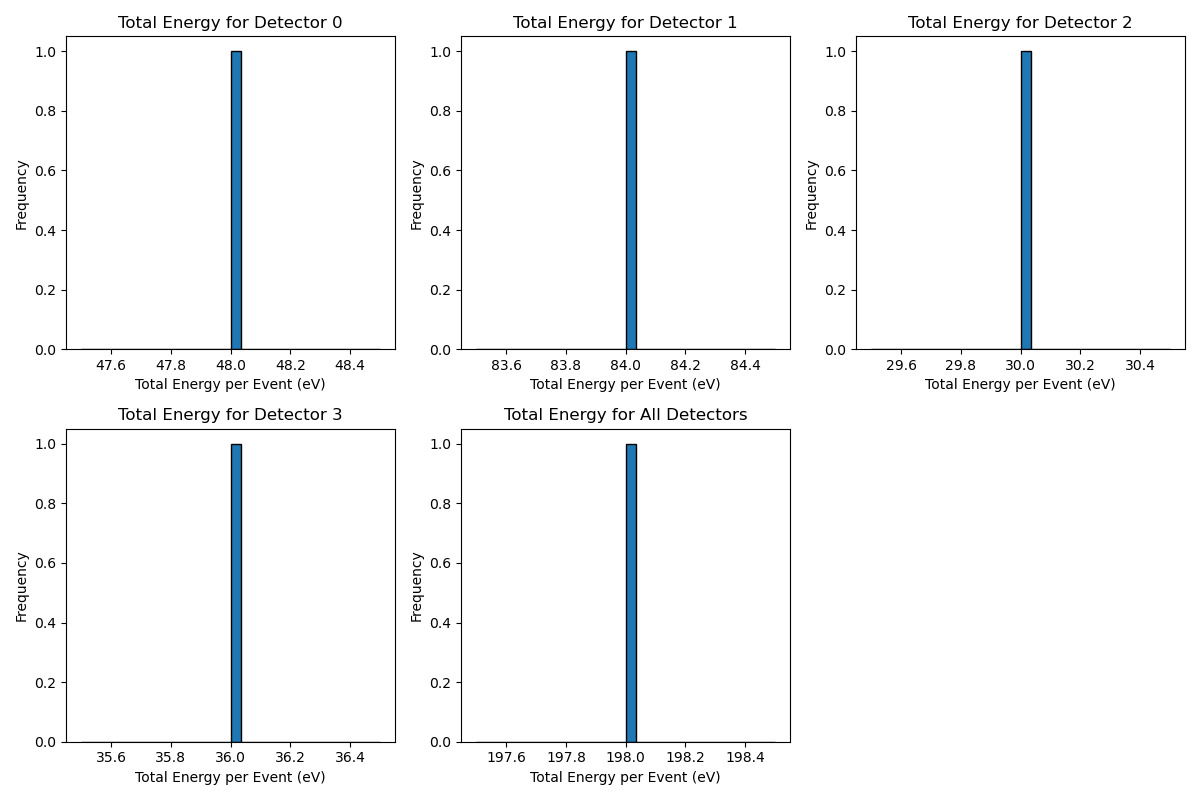 Total Energy for Detector 0
1.0
0.8
0.6
0.4
0.2
0.0
Frequency
47.6 47.8 48.0 48.2 48.4
Total Energy per Event (eV)
Total Energy for Detector 1
1.0
0.8
0.6
0.4
0.2
0.0
Frequency
83.6 83.8 84.0 84.2 84.4
Total Energy per Event (eV)
Total Energy for Detector 2
1.0
0.8
0.6
0.4
0.2
0.0
Frequency
29.6 29.8 30.0 30.2 30.4
Total Energy per Event (eV)
Total Energy for Detector 3
1.0
0.8
0.6
0.4
0.2
0.0
Frequency
35.6 35.8 36.0 36.2 36.4
Total Energy per Event (eV)
Total Energy for All Detectors
1.0
0.8
0.6
0.4
0.2
0.0
Frequency
197.6 197.8 198.0 198.2 198.4
Total Energy per Event (eV)